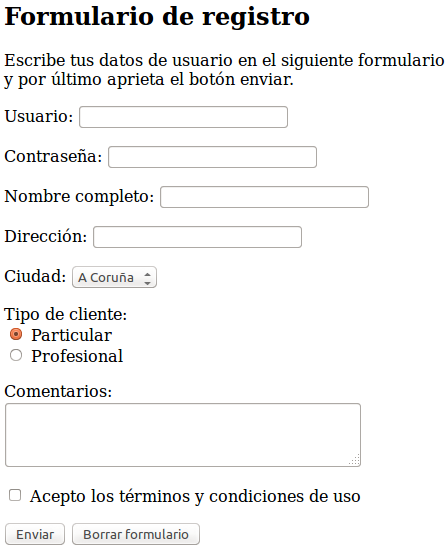 Formulario de registro
Escribe tus datos de usuario en el siguiente formulario
y por último aprieta el botón enviar.
Usuario:
Contraseña:
Nombre completo:
Dirección:
Ciudad: A Coruña
Tipo de cliente:
Particular
Profesional
Comentarios:
Acepto los términos y condiciones de uso
Enviar Borrar formulario